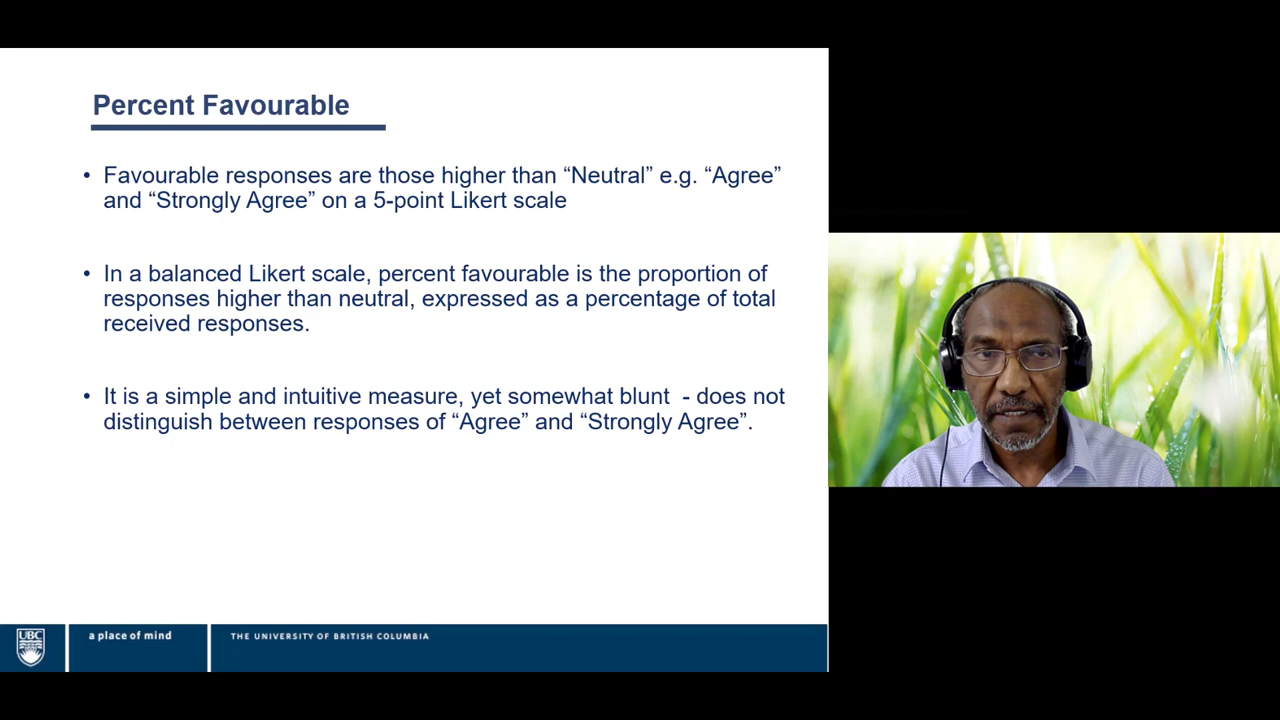 Percent Favourable
• Favourable responses are those higher than “Neutral” e.g. “Agree”
and “Strongly Agree” on a 5-point Likert scale
• In a balanced Likert scale, percent favourable is the proportion of
responses higher than neutral, expressed as a percentage of total
received responses.
• It is a simple and intuitive measure, yet somewhat blunt - does not
distinguish between responses of “Agree” and “Strongly Agree”.
UBC
a place of mind
THE UNIVERSITY OF BRITISH COLUMBIA